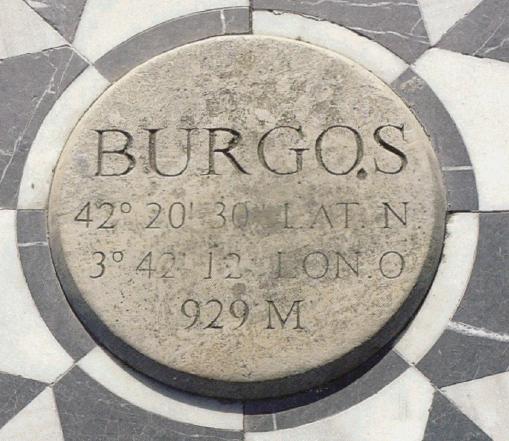 BURGOS
42° 20' 30'' LAT. N
3° 42' 12'' LON. O
929 M